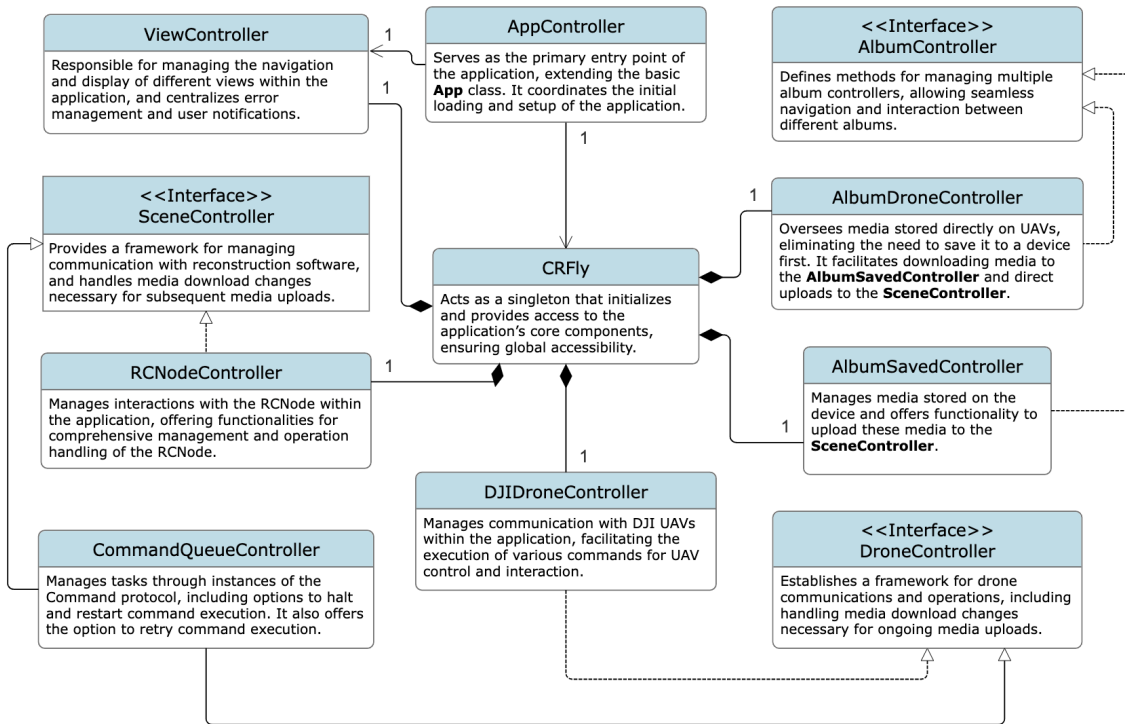 ViewController
Responsible for managing the navigation
and display of different views within the
application, and centralizes error
management and user notifications.
1
1
AppController
Serves as the primary entry point
of the application, extending the basic
App class. It coordinates the initial
loading and setup of the application.
1
<<Interface>>
AlbumController
Defines methods for managing multiple
album controllers, allowing seamless
navigation and interaction between
different albums.
<<Interface>>
SceneController
Provides a framework for managing
communication with reconstruction software,
and handles media download changes
necessary for subsequent media uploads.
CRFly
Acts as a singleton that initializes
and provides access to the
application's core components,
ensuring global accessibility.
1
AlbumDroneController
Oversees media stored directly on UAVs,
eliminating the need to save it to a device
first. It facilitates downloading media to
the AlbumSavedController and direct
uploads to the SceneController.
RCNodeController
Manages interactions with the RCNode within
the application, offering functionalities for
comprehensive management and operation
handling of the RCNode.
1
1
AlbumSavedController
Manages media stored on the
device and offers functionality to
upload these media to the
SceneController.
1
DJIDroneController
Manages communication with DJI UAVs
within the application, facilitating the
execution of various commands for UAV
control and interaction.
CommandQueueController
Manages tasks through instances of the
Command protocol, including options to halt
and restart command execution. It also offers
the option to retry command execution.
<<Interface>>
DroneController
Establishes a framework for drone
communications and operations, including
handling media download changes
necessary for ongoing media uploads.